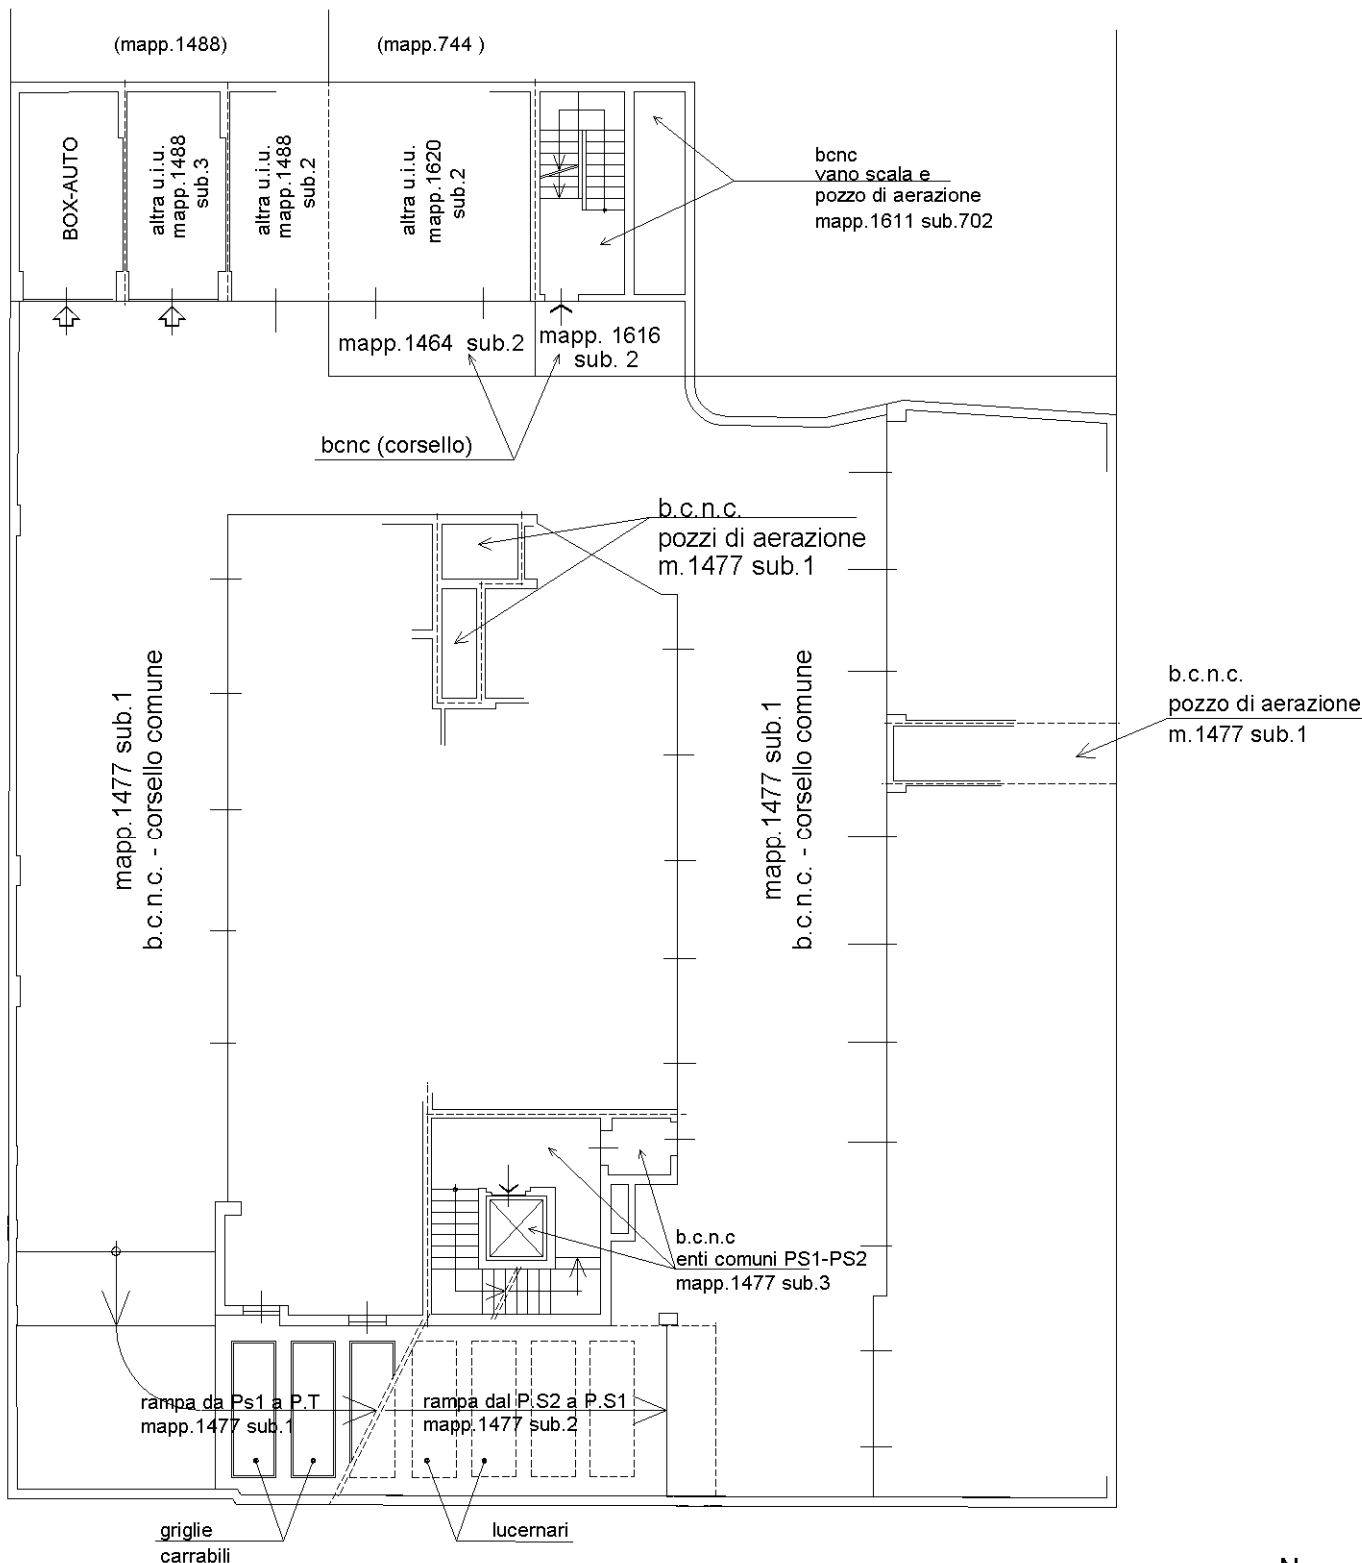 (mapp.1488)
(mapp.744 )
BOX-AUTO
altra u.i.u.
mapp.1488
sub.3
altra u.i.u.
mapp.1488
sub.2
altra u.i.u.
mapp.1620
sub.2
bcnc
vano scala e
pozzo di aerazione
mapp.1611 sub.702
mapp.1464 sub.2
mapp. 1616
sub. 2
bcnc (corsello)
b.c.n.c.
pozzi di aerazione
m.1477 sub.1
mapp.1477 sub.1
b.c.n.c. - corsello comune
mapp.1477 sub.1
b.c.n.c. - corsello comune
b.c.n.c.
pozzo di aerazione
m.1477 sub.1
b.c.n.c
enti comuni PS1-PS2
mapp.1477 sub.3
rampa da Ps1 a P.T
mapp.1477 sub.1
rampa dal P.S2 a P.S1
mapp.1477 sub.2
griglie
carrabili
lucernari
N